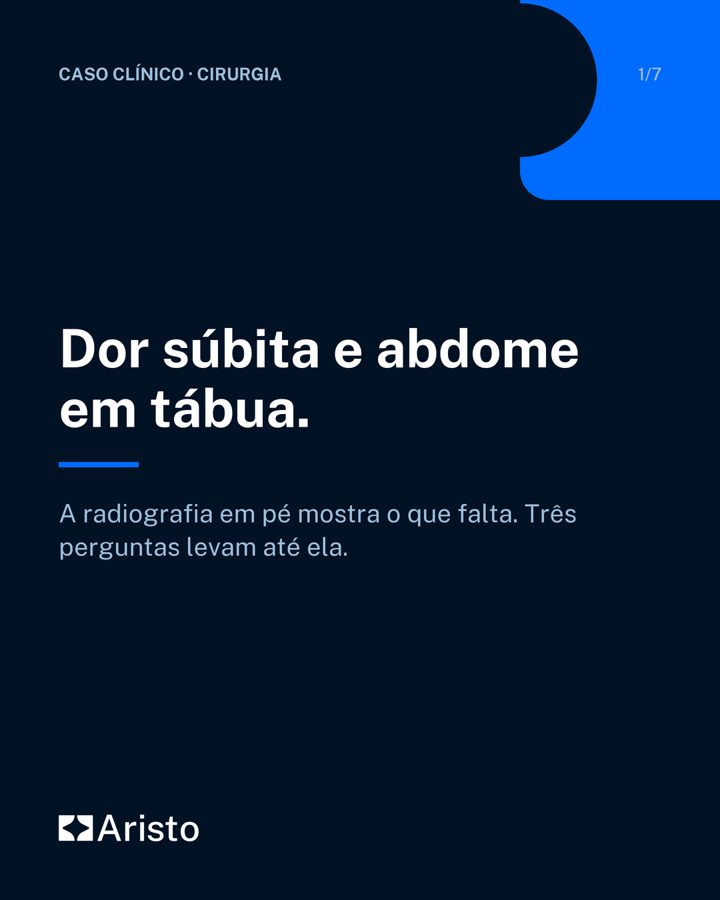 CASO CLÍNICO · CIRURGIA
1/7
Dor súbita e abdome
em tábua.
A radiografia em pé mostra o que falta. Três
perguntas levam até ela.
Aristo